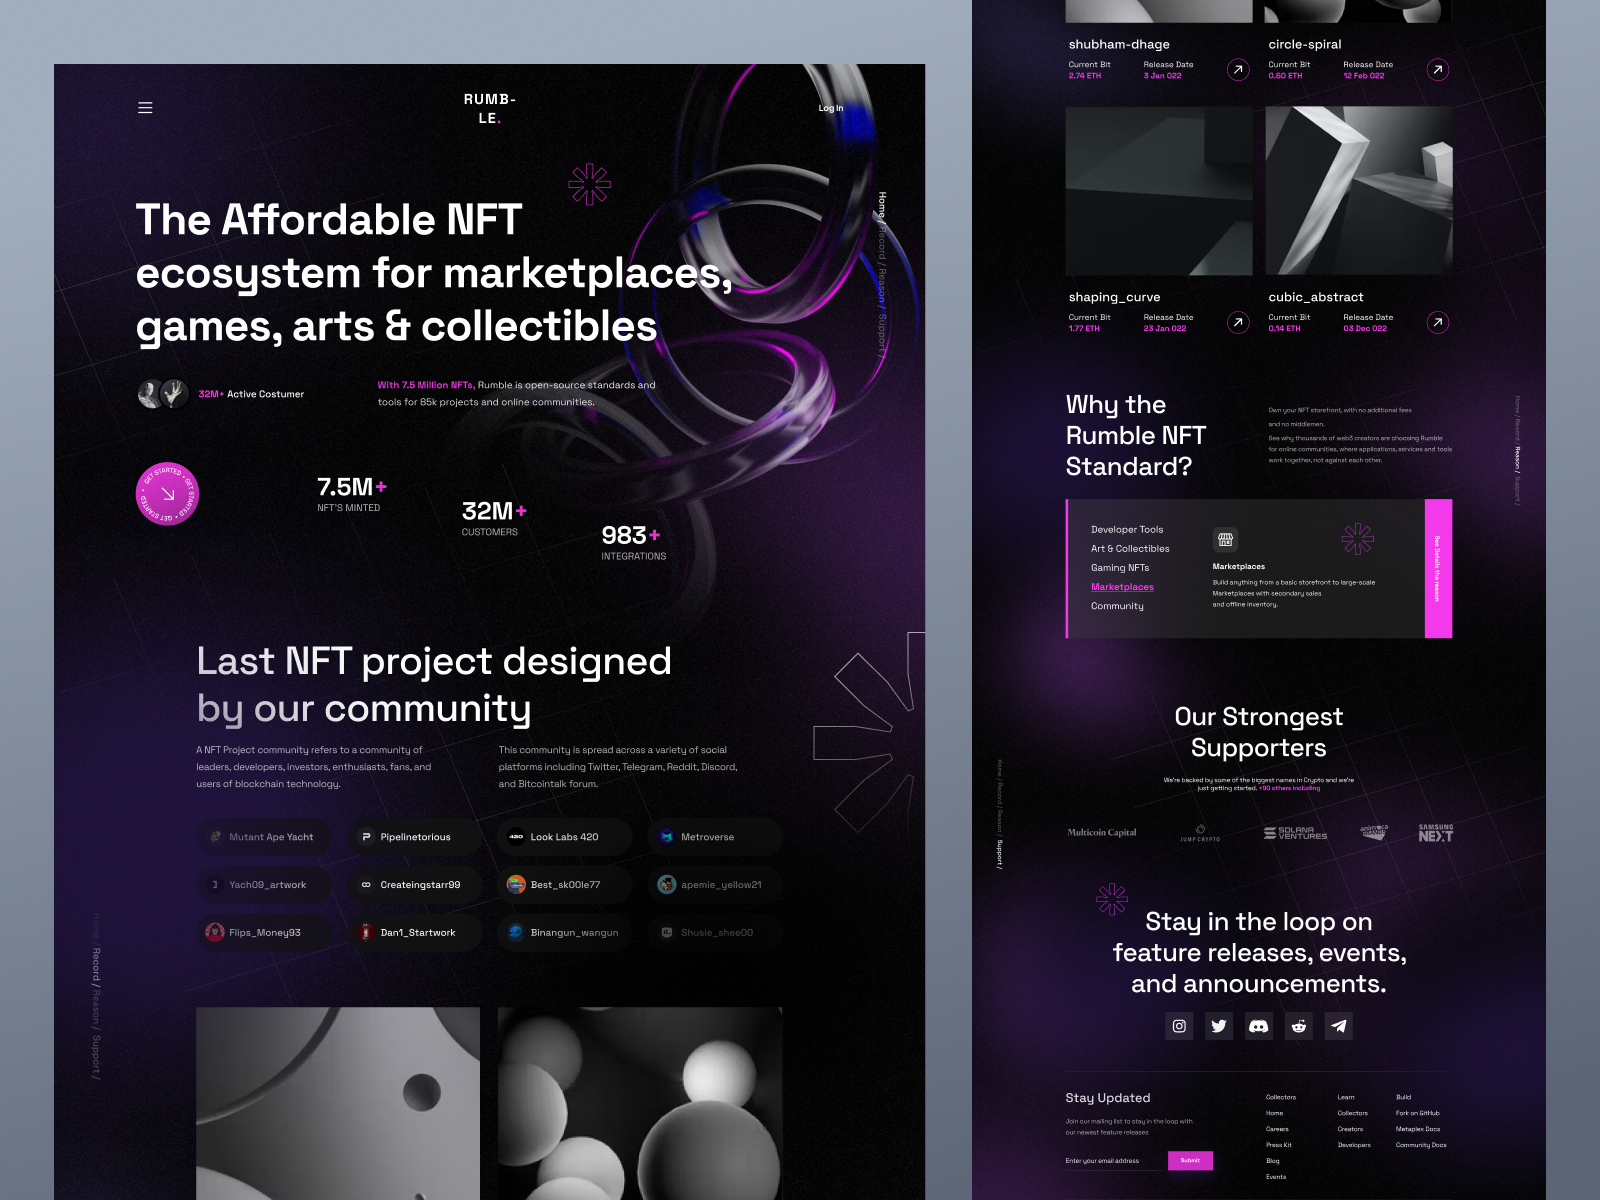 RUMB-
LE.
Log In
The Affordable NFT
ecosystem for marketplaces,
games, arts & collectibles
Home / Record / Reason / Support /
32M+ Active Costumer
With 7.5 Million NFTs, Rumble is open-source standards and
tools for 85k projects and online communities.
GET STARTED • GET STARTED • GET STARTED •
7.5M+
NFT'S MINTED
32M+
CUSTOMERS
983+
INTEGRATIONS
Last NFT project designed
by our community
A NFT Project community refers to a community of
leaders, developers, investors, enthusiasts, fans, and
users of blockchain technology.
This community is spread across a variety of social
platforms including Twitter, Telegram, Reddit, Discord,
and Bitcointalk forum.
Mutant Ape Yacht
Pipelinetorious
420
Look Labs 420
Metroverse
Yach09_artwork
Createingstarr99
Best_sk00le77
apemie_yellow21
Flips_Money93
Dan1_Startwork
Binangun_wangun
Shusle_shee00
Home / Record / Reason / Support /
shubham-dhage
Current Bit
2.74 ETH
Release Date
3 Jan 022
circle-spiral
Current Bit
0.60 ETH
Release Date
12 Feb 022
shaping_curve
Current Bit
1.77 ETH
Release Date
23 Jan 022
cubic_abstract
Current Bit
0.14 ETH
Release Date
03 Dec 022
Why the
Rumble NFT
Standard?
Own your NFT storefront, with no additional fees
and no middlemen.
See why thousands of web3 creators are choosing Rumble
for online communities, where applications, services and tools
work together, not against each other.
Home / Record / Reason / Support /
Developer Tools
Art & Collectibles
Gaming NFTs
Marketplaces
Community
Marketplaces
Build anything from a basic storefront to large-scale
Marketplaces with secondary sales
and offline inventory.
See Details the reason
Our Strongest
Supporters
We're backed by some of the biggest names in Crypto and we're
just getting started. +90 others including
Home / Record / Reason / Support /
Multicoin Capital
JUMP CRYPTO
SOLANA
VENTURES
animoca
brands
SAMSUNG
NEXT
Stay in the loop on
feature releases, events,
and announcements.
Stay Updated
Join our mailing list to stay in the loop with
our newest feature releases
Enter your email address
Submit
Collectors
Home
Careers
Press Kit
Blog
Events
Learn
Collectors
Creators
Developers
Build
Fork on GitHub
Metaplex Docs
Community Docs